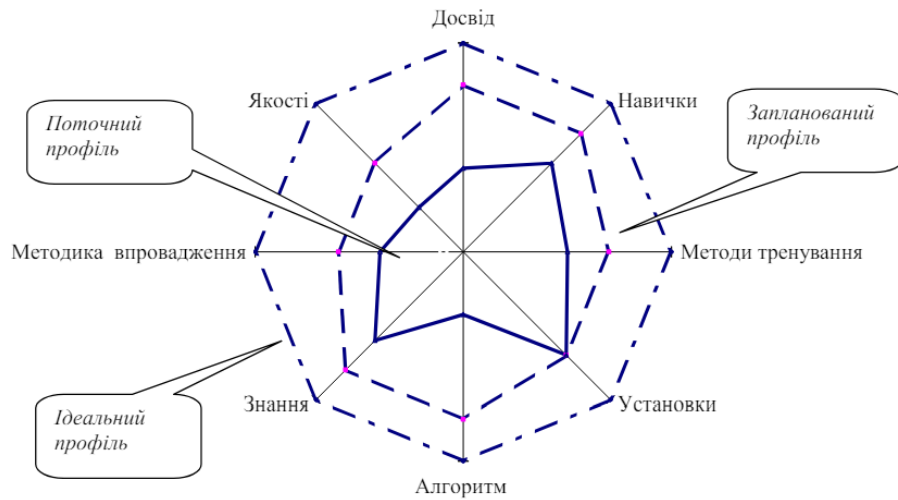 Досвід
Якості
Навички
Поточний
профіль
Запланований
профіль
Методика впровадження
Методи тренування
Знання
Установки
Ідеальний
профіль
Алгоритм